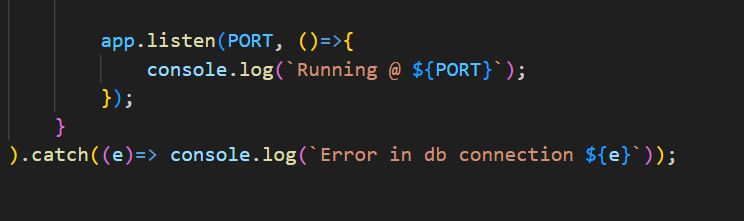 app.listen(PORT, ()=>{
console.log(`Running @ ${PORT}`);
});
}
).catch((e)=> console.log(`Error in db connection ${e}`));